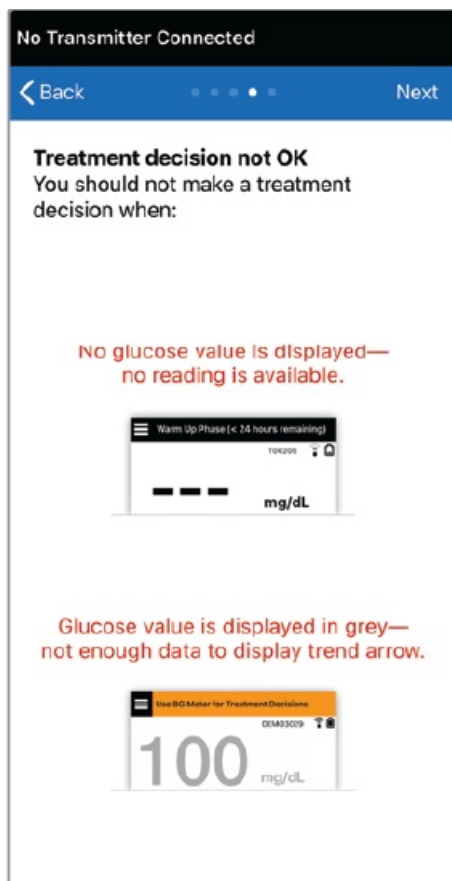 No Transmitter Connected
Back
Next
Treatment decision not OK
You should not make a treatment
decision when:
No glucose value is displayed—
no reading is available.
Warm Up Phase (< 24 hours remaining)
mg/dL
Glucose value is displayed in grey—
not enough data to display trend arrow.
Use BG Meter for Treatment Decisions
DEM03029
100 mg/dL